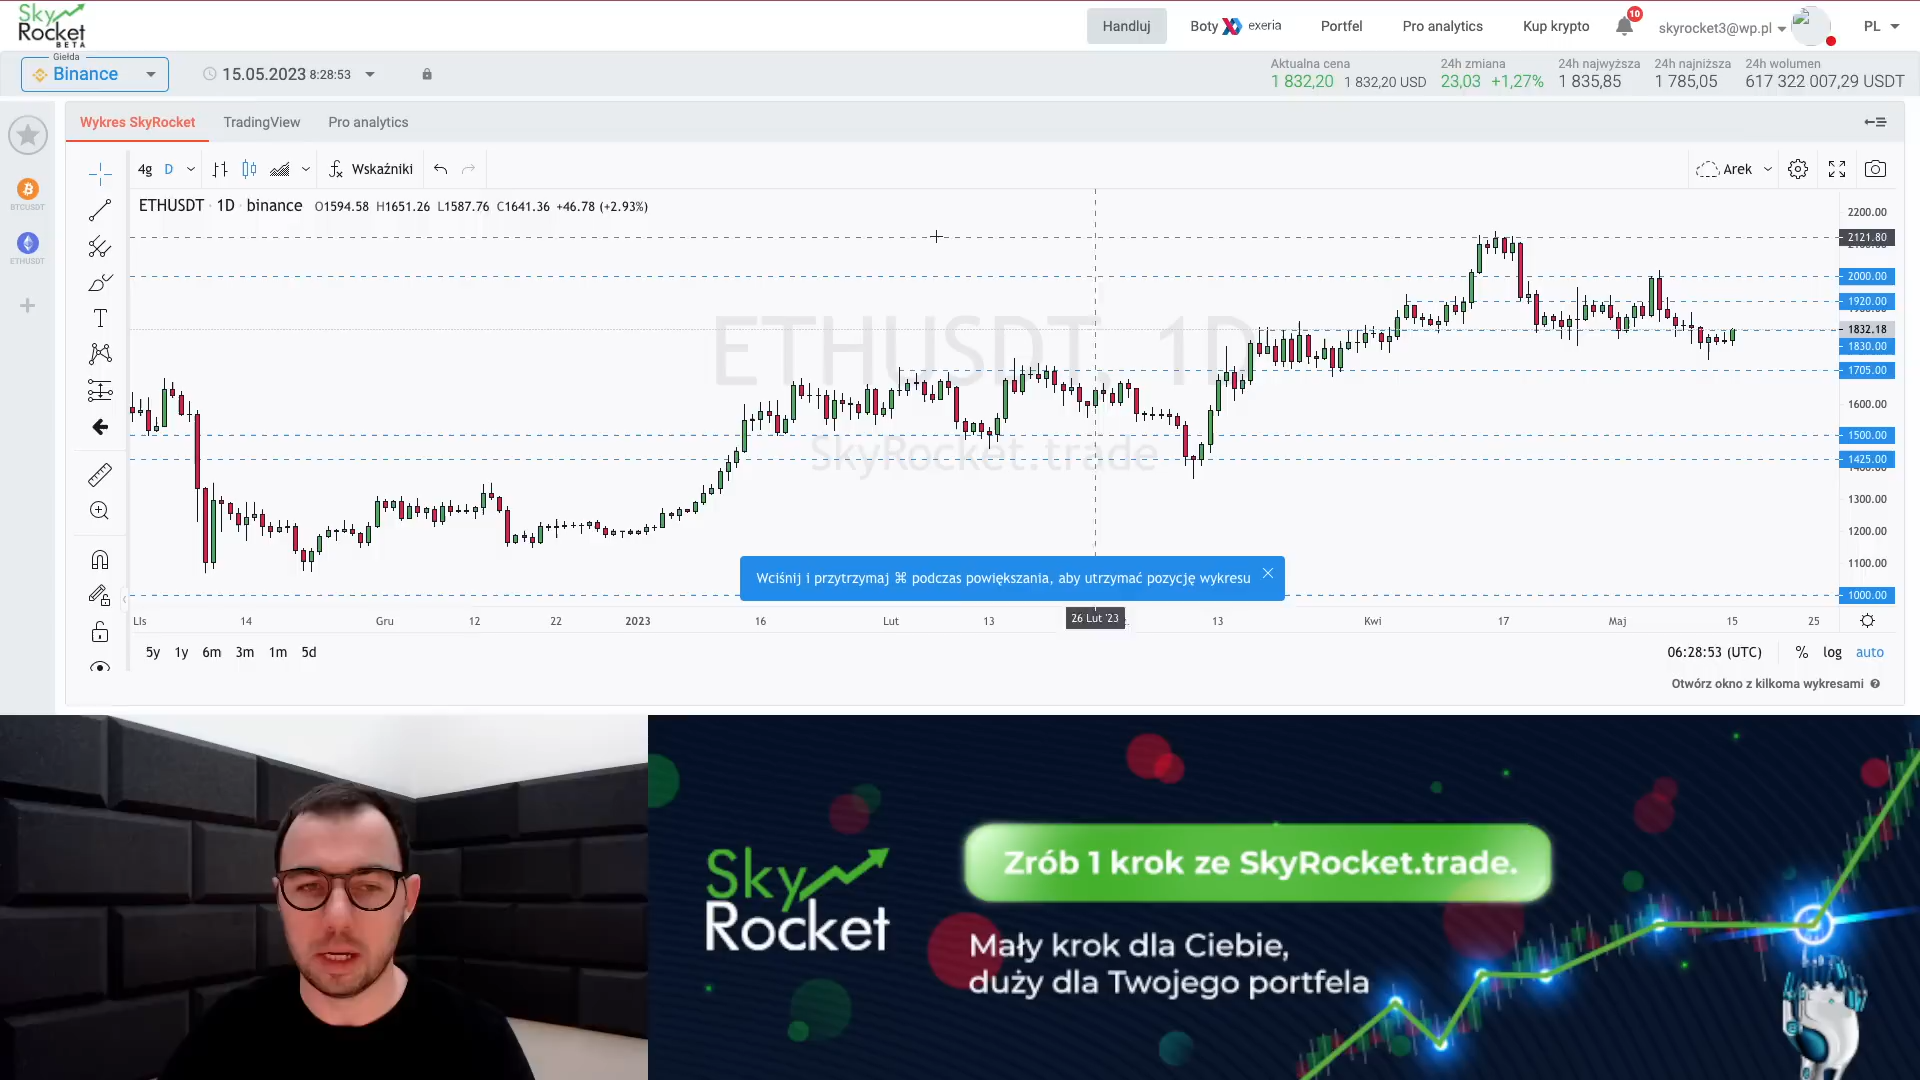 Sky
Rocket
BETA
Handluj
Boty exeria
Portfel
Pro analytics
Kup krypto
10
skyrocket3@wp.pl
PL
Giełda
Binance
15.05.2023 8:28:53
Aktualna cena
1 832,20 1 832,20 USD
24h zmiana
23,03 +1,27%
24h najwyższa
1 835,85
24h najniższa
1 785,05
24h wolumen
617 322 007,29 USDT
Wykres SkyRocket
TradingView
Pro analytics
BTCUSDT
ETHUSDT
4g D
Wskaźniki
Arek
ETHUSDT · 1D · binance O1594.58 H1651.26 L1587.76 C1641.36 +46.78 (+2.93%)
ETHUSDT, 1D
SkyRocket.trade
2200.00
2121.80
2000.00
1920.00
1832.18
1830.00
1705.00
1600.00
1500.00
1425.00
1300.00
1200.00
1100.00
1000.00
Wciśnij i przytrzymaj ⌘ podczas powiększania, aby utrzymać pozycję wykresu
Lis 14 Gru 12 22 2023 16 Lut 13 26 Lut '23 13 Kwi 17 Maj 15 25
5y 1y 6m 3m 1m 5d
06:28:53 (UTC) % log auto
Otwórz okno z kilkoma wykresami
Sky
Rocket
Zrób 1 krok ze SkyRocket.trade.
Mały krok dla Ciebie,
duży dla Twojego portfela